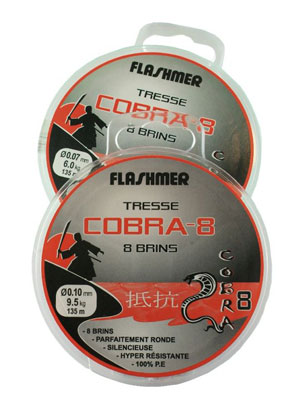 FLASHMER
TRESSE
COBRA-8
8 BRINS
Ø0.07 mm
6,0 kg
135 m
C
FLASHMER
TRESSE
COBRA-8
8 BRINS
Ø0.10 mm
9.5 kg
135 m
抵抗
COBRA 8
- 8 BRINS
- PARFAITEMENT RONDE
- SILENCIEUSE
- HYPER RÉSISTANTE
- 100% P.E